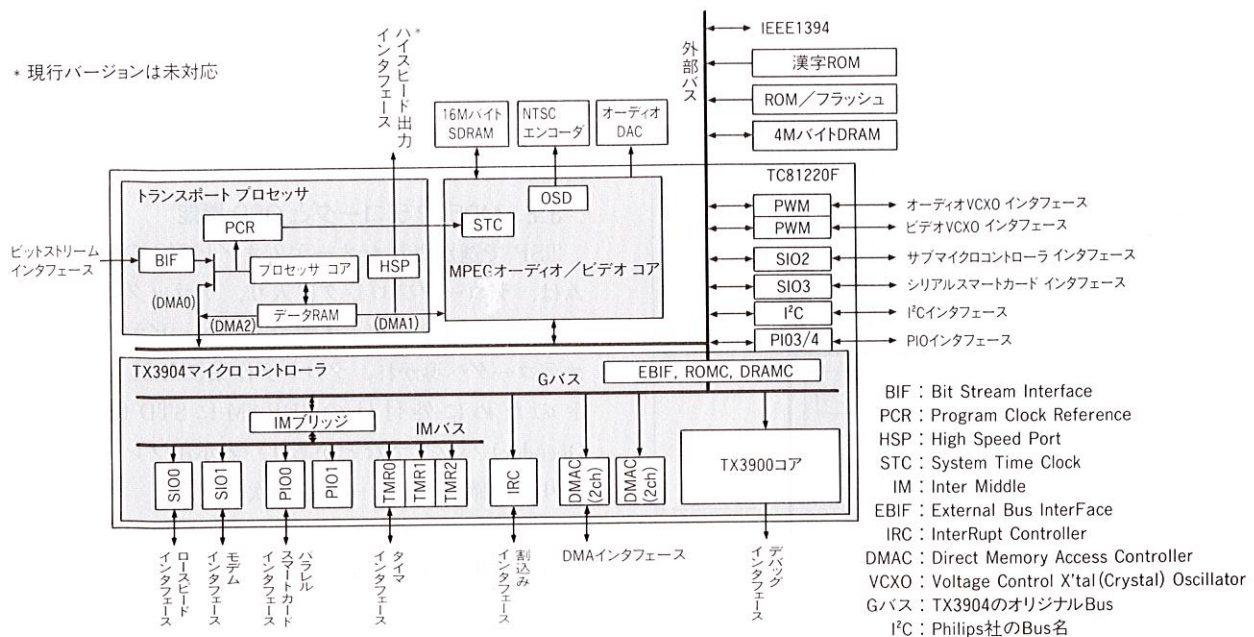 * 現行バージョンは未対応
*
ハイスピード出力
インタフェース
外部バス
IEEE1394
漢字ROM
ROM／フラッシュ
4MバイトDRAM
16Mバイト
SDRAM
NTSC
エンコーダ
オーディオ
DAC
TC81220F
トランスポート プロセッサ
PCR
BIF
プロセッサ コア
HSP
データRAM
(DMA0)
(DMA2)
(DMA1)
ビットストリーム
インタフェース
OSD
STC
MPEGオーディオ／ビデオ コア
PWM
オーディオVCXO インタフェース
PWM
ビデオVCXO インタフェース
SIO2
サブマイクロコントローラ インタフェース
SIO3
シリアルスマートカード インタフェース
I²C
I²Cインタフェース
PI03/4
PIOインタフェース
TX3904マイクロ コントローラ
Gバス
EBIF, ROMC, DRAMC
IMブリッジ
IMバス
SIO0
SIO1
PIO0
PIO1
TMR0
TMR1
TMR2
IRC
DMAC
(2ch)
DMAC
(2ch)
TX3900コア
ロースピード
インタフェース
モデム
インタフェース
パラレル
スマートカード
インタフェース
タイマ
インタフェース
割込み
インタフェース
DMAインタフェース
デバッグ
インタフェース
BIF：Bit Stream Interface
PCR：Program Clock Reference
HSP：High Speed Port
STC：System Time Clock
IM：Inter Middle
EBIF：External Bus InterFace
IRC：InterRupt Controller
DMAC：Direct Memory Access Controller
VCXO：Voltage Control X'tal (Crystal) Oscillator
Gバス：TX3904のオリジナルBus
I²C：Philips社のBus名